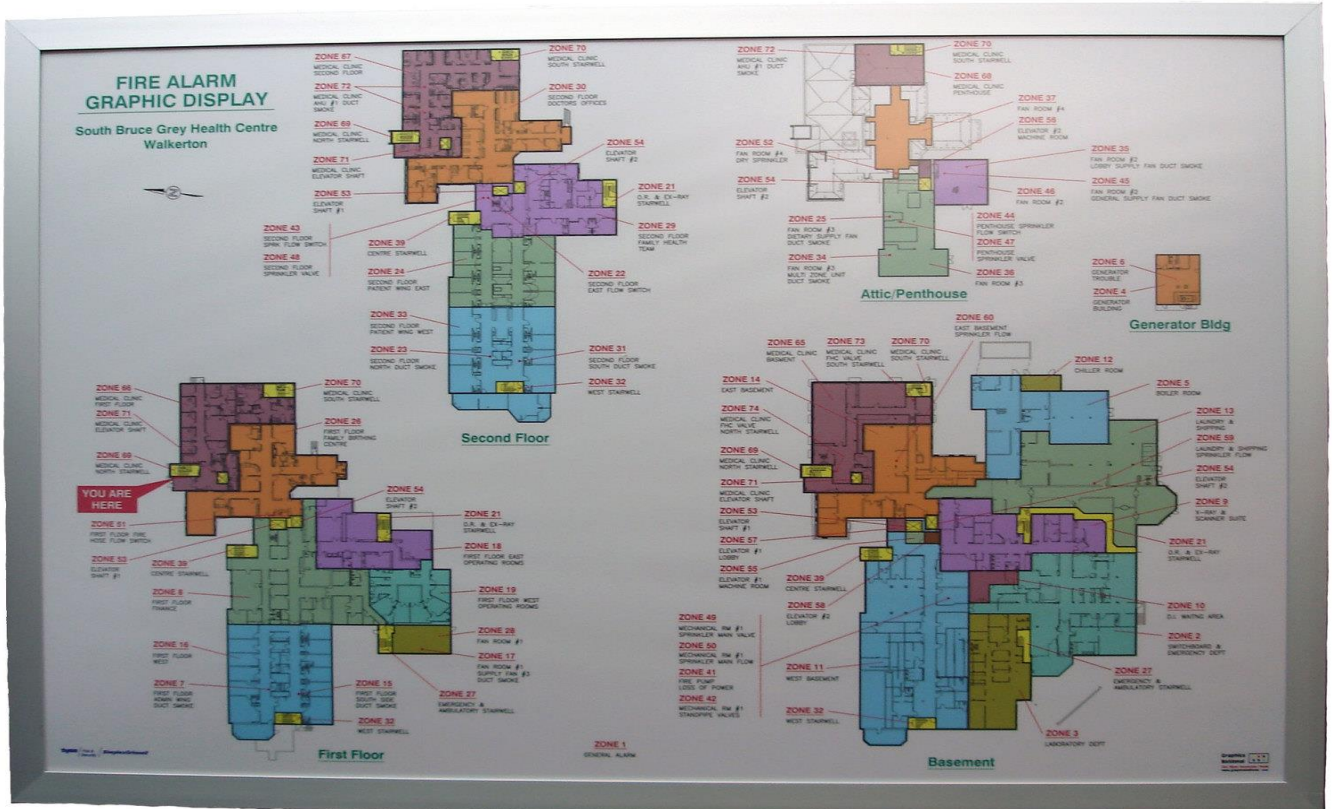 FIRE ALARM
GRAPHIC DISPLAY
South Bruce Grey Health Centre
Walkerton
ZONE 67
MEDICAL CLINIC
SECOND FLOOR
ZONE 72
MEDICAL CLINIC
AHU #1 DUCT
SMOKE
ZONE 69
MEDICAL CLINIC
NORTH STAIRWELL
ZONE 71
MEDICAL CLINIC
ELEVATOR SHAFT
ZONE 53
ELEVATOR
SHAFT #1
ZONE 43
SECOND FLOOR
SPRK. FLOW SWITCH
ZONE 48
SECOND FLOOR
SPRINKLER VALVE
ZONE 39
CENTRE STAIRWELL
ZONE 24
SECOND FLOOR
PATIENT WING EAST
ZONE 33
SECOND FLOOR
PATIENT WING WEST
ZONE 23
SECOND FLOOR
NORTH DUCT SMOKE
ZONE 70
MEDICAL CLINIC
SOUTH STAIRWELL
ZONE 30
SECOND FLOOR
DOCTORS OFFICES
ZONE 54
ELEVATOR
SHAFT #2
ZONE 21
O.R. & EX-RAY
STAIRWELL
ZONE 29
SECOND FLOOR
FAMILY HEALTH
TEAM
ZONE 22
SECOND FLOOR
EAST FLOW SWITCH
ZONE 31
SECOND FLOOR
SOUTH DUCT SMOKE
ZONE 32
WEST STAIRWELL
Second Floor
ZONE 72
MEDICAL CLINIC
AHU #1 DUCT
SMOKE
ZONE 52
FAN ROOM #4
DRY SPRINKLER
ZONE 54
ELEVATOR
SHAFT #2
ZONE 25
FAN ROOM #3
DIETARY SUPPLY FAN
DUCT SMOKE
ZONE 34
FAN ROOM #3
MULTI ZONE UNIT
DUCT SMOKE
ZONE 70
MEDICAL CLINIC
SOUTH STAIRWELL
ZONE 68
MEDICAL CLINIC
PENTHOUSE
ZONE 37
FAN ROOM #4
ZONE 56
ELEVATOR #2
MACHINE ROOM
ZONE 35
FAN ROOM #2
LOBBY SUPPLY FAN DUCT SMOKE
ZONE 45
FAN ROOM #2
GENERAL SUPPLY FAN DUCT SMOKE
ZONE 46
FAN ROOM #2
ZONE 44
PENTHOUSE SPRINKLER
FLOW SWITCH
ZONE 47
PENTHOUSE
SPRINKLER VALVE
ZONE 36
FAN ROOM #3
Attic/Penthouse
ZONE 6
GENERATOR
TROUBLE
ZONE 4
GENERATOR
BUILDING
Generator Bldg
ZONE 66
MEDICAL CLINIC
FIRST FLOOR
ZONE 71
MEDICAL CLINIC
ELEVATOR SHAFT
ZONE 69
MEDICAL CLINIC
NORTH STAIRWELL
YOU ARE
HERE
ZONE 51
FIRST FLOOR FIRE
HOSE FLOW SWITCH
ZONE 53
ELEVATOR
SHAFT #1
ZONE 39
CENTRE STAIRWELL
ZONE 8
FIRST FLOOR
FINANCE
ZONE 16
FIRST FLOOR
WEST
ZONE 7
FIRST FLOOR
ADMIN WING
DUCT SMOKE
ZONE 70
MEDICAL CLINIC
SOUTH STAIRWELL
ZONE 26
FIRST FLOOR
FAMILY BIRTHING
CENTRE
ZONE 54
ELEVATOR
SHAFT #2
ZONE 21
O.R. & EX-RAY
STAIRWELL
ZONE 18
FIRST FLOOR EAST
OPERATING ROOMS
ZONE 19
FIRST FLOOR WEST
OPERATING ROOMS
ZONE 28
FAN ROOM #1
ZONE 17
FAN ROOM #1
SUPPLY FAN #3
DUCT SMOKE
ZONE 27
EMERGENCY &
AMBULATORY STAIRWELL
ZONE 15
FIRST FLOOR
SOUTH SIDE
DUCT SMOKE
ZONE 32
WEST STAIRWELL
First Floor
ZONE 1
GENERAL ALARM
ZONE 65
MEDICAL CLINIC
BASMENT
ZONE 73
MEDICAL CLINIC
FHC VALVE
SOUTH STAIRWELL
ZONE 70
MEDICAL CLINIC
SOUTH STAIRWELL
ZONE 60
EAST BASEMENT
SPRINKLER FLOW
ZONE 14
EAST BASEMENT
ZONE 74
MEDICAL CLINIC
FHC VALVE
NORTH STAIRWELL
ZONE 69
MEDICAL CLINIC
NORTH STAIRWELL
ZONE 71
MEDICAL CLINIC
ELEVATOR SHAFT
ZONE 53
ELEVATOR
SHAFT #1
ZONE 57
ELEVATOR #1
LOBBY
ZONE 55
ELEVATOR #1
MACHINE ROOM
ZONE 39
CENTRE STAIRWELL
ZONE 58
ELEVATOR #2
LOBBY
ZONE 49
MECHANICAL RM #1
SPRINKLER MAIN VALVE
ZONE 50
MECHANICAL RM #1
SPRINKLER MAIN FLOW
ZONE 41
FIRE PUMP
LOSS OF POWER
ZONE 42
MECHANICAL RM #1
STANDPIPE VALVES
ZONE 11
WEST BASEMENT
ZONE 32
WEST STAIRWELL
ZONE 12
CHILLER ROOM
ZONE 5
BOILER ROOM
ZONE 13
LAUNDRY &
SHIPPING
ZONE 59
LAUNDRY & SHIPPING
SPRINKLER FLOW
ZONE 54
ELEVATOR
SHAFT #2
ZONE 9
X-RAY &
SCANNER SUITE
ZONE 21
O.R. & EX-RAY
STAIRWELL
ZONE 10
D.I. WAITING AREA
ZONE 2
SWITCHBOARD &
EMERGENCY DEPT
ZONE 27
EMERGENCY &
AMBULATORY STAIRWELL
ZONE 3
LABORATORY DEPT
Basement